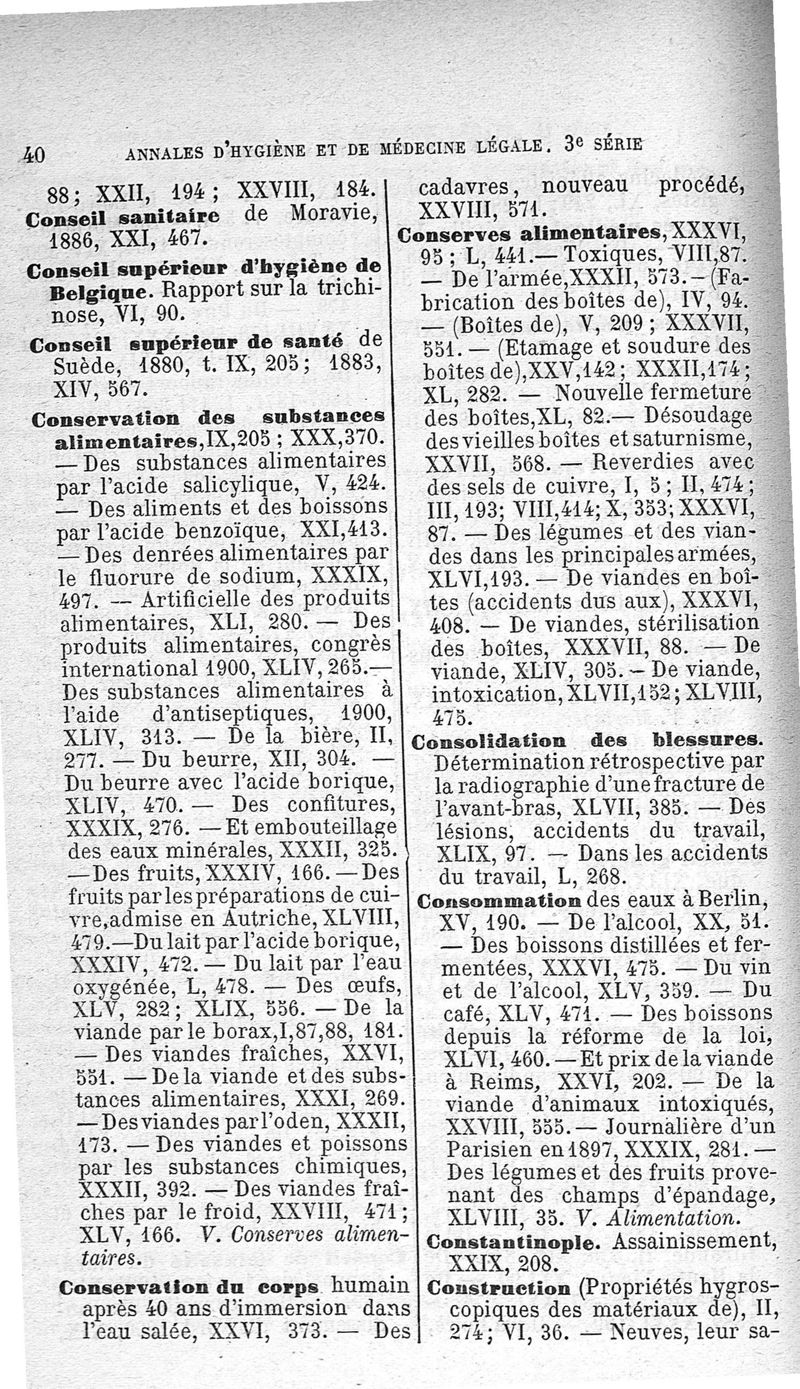 40 ANNALES D'HYGIÈNE ET DE MÉDECINE LÉGALE. 3e SÉRIE
88; XXII, 194; XXVIII, 184.
Conseil sanitaire de Moravie,
1886, XXI, 467.
Conseil supérieur d'hygiène de
Belgique. Rapport sur la trichi-
nose, VI, 90.
Conseil supérieur de santé de
Suède, 1880, t. IX, 205; 1883,
XIV, 567.
Conservation des substances
alimentaires, IX, 205; XXX, 370.
— Des substances alimentaires
par l'acide salicylique, V, 424.
— Des aliments et des boissons
par l'acide benzoïque, XXI, 413.
— Des denrées alimentaires par
le fluorure de sodium, XXXIX,
497. — Artificielle des produits
alimentaires, XLI, 280. — Des
produits alimentaires, congrès
international 1900, XLIV, 265.—
Des substances alimentaires à
l'aide d'antiseptiques, 1900,
XLIV, 313. — De la bière, II,
277. — Du beurre, XII, 304. —
Du beurre avec l'acide borique,
XLIV, 470. — Des confitures,
XXXIX, 276. — Et embouteillage
des eaux minérales, XXXII, 325.
— Des fruits, XXXIV, 166. — Des
fruits par les préparations de cui-
vre, admise en Autriche, XLVIII,
479.—Du lait par l'acide borique,
XXXIV, 472. — Du lait par l'eau
oxygénée, L, 478. — Des œufs,
XLV, 282; XLIX, 556. — De la
viande par le borax, I, 87, 88, 181.
— Des viandes fraîches, XXVI,
551. — De la viande et des subs-
tances alimentaires, XXXI, 269.
— Des viandes par l'oden, XXXII,
173. — Des viandes et poissons
par les substances chimiques,
XXXII, 392. — Des viandes fraî-
ches par le froid, XXVIII, 471;
XLV, 166. V. Conserves alimen-
taires.
Conservation du corps humain
après 40 ans d'immersion dans
l'eau salée, XXVI, 373. — Des
cadavres, nouveau procédé,
XXVIII, 571.
Conserves alimentaires, XXXVI,
95; L, 441.— Toxiques, VIII, 87.
— De l'armée, XXXII, 573. — (Fa-
brication des boîtes de), IV, 94.
— (Boîtes de), V, 209; XXXVII,
551. — (Etamage et soudure des
boîtes de), XXV, 142; XXXII, 174;
XL, 282. — Nouvelle fermeture
des boîtes, XL, 82.— Désoudage
des vieilles boîtes et saturnisme,
XXVII, 568. — Reverdies avec
des sels de cuivre, I, 5; II, 474;
III, 193; VIII, 414; X, 353; XXXVI,
87. — Des légumes et des vian-
des dans les principales armées,
XLVI, 193. — De viandes en boî-
tes (accidents dus aux), XXXVI,
408. — De viandes, stérilisation
des boîtes, XXXVII, 88. — De
viande, XLIV, 305. — De viande,
intoxication, XLVII, 152; XLVIII,
475.
Consolidation des blessures.
Détermination rétrospective par
la radiographie d'une fracture de
l'avant-bras, XLVII, 385. — Des
lésions, accidents du travail,
XLIX, 97. — Dans les accidents
du travail, L, 268.
Consommation des eaux à Berlin,
XV, 190. — De l'alcool, XX, 51.
— Des boissons distillées et fer-
mentées, XXXVI, 475. — Du vin
et de l'alcool, XLV, 359. — Du
café, XLV, 471. — Des boissons
depuis la réforme de la loi,
XLVI, 460. — Et prix de la viande
à Reims, XXVI, 202. — De la
viande d'animaux intoxiqués,
XXVIII, 555. — Journalière d'un
Parisien en 1897, XXXIX, 281. —
Des légumes et des fruits prove-
nant des champs d'épandage,
XLVIII, 35. V. Alimentation.
Constantinople. Assainissement,
XXIX, 208.
Construction (Propriétés hygros-
copiques des matériaux de), II,
274; VI, 36. — Neuves, leur sa-